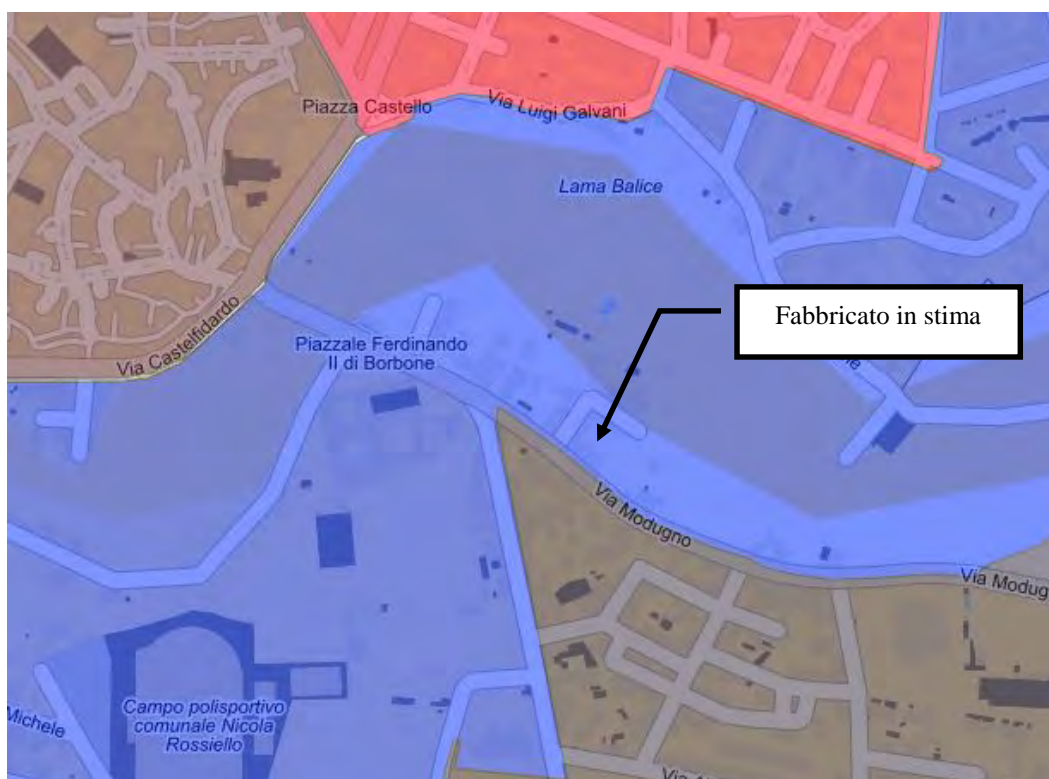 Piazza Castello
Via Luigi Galvani
Lama Balice
Fabbricato in stima
Via Castelfidardo
Piazzale Ferdinando
II di Borbone
Via Modugno
Via Modug
Campo polisportivo
comunale Nicola
Rossiello
Michele